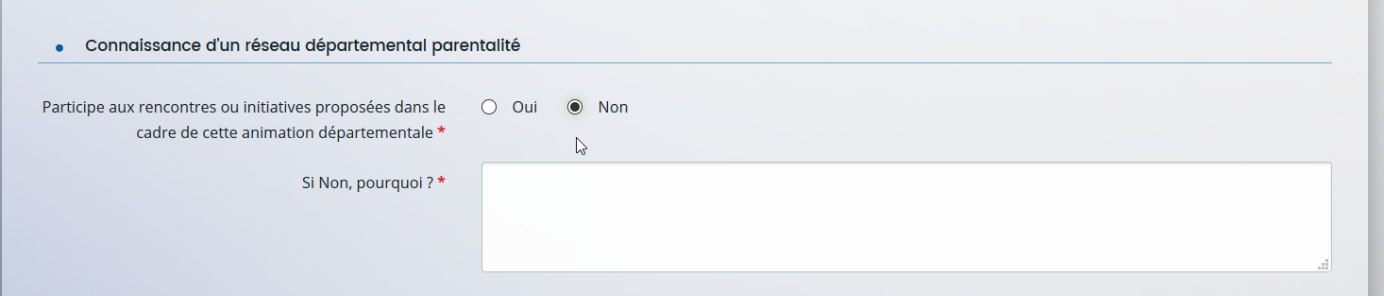 Connaissance d'un réseau départemental parentalité
Participe aux rencontres ou initiatives proposées dans le
cadre de cette animation départementale *
Oui
Non
Si Non, pourquoi ? *